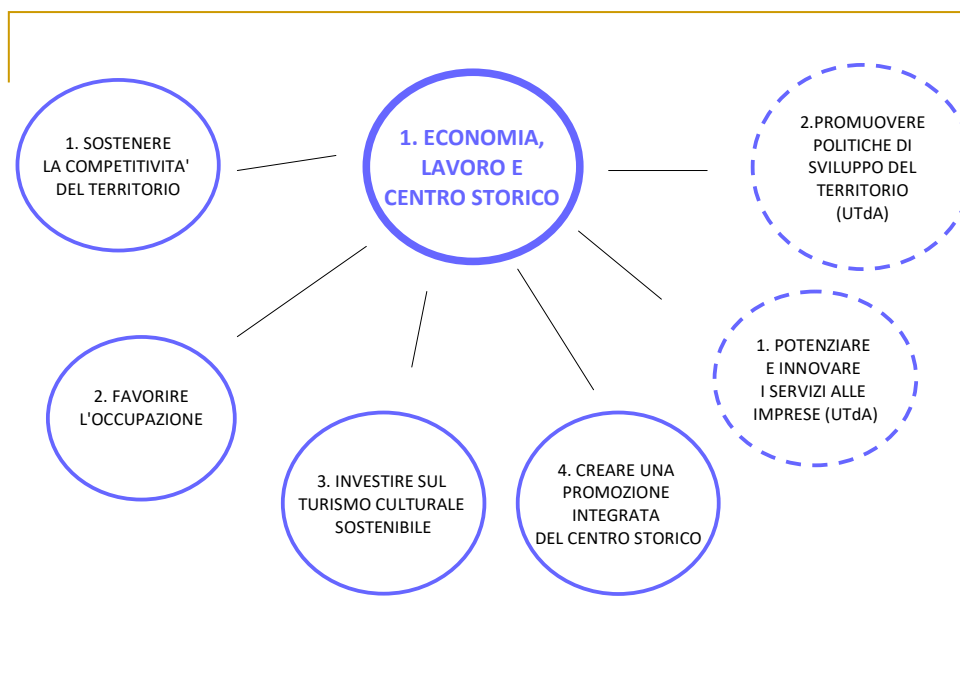 1. ECONOMIA,
LAVORO E
CENTRO STORICO
1. SOSTENERE
LA COMPETITIVITA'
DEL TERRITORIO
2. FAVORIRE
L'OCCUPAZIONE
3. INVESTIRE SUL
TURISMO CULTURALE
SOSTENIBILE
4. CREARE UNA
PROMOZIONE
INTEGRATA
DEL CENTRO STORICO
1. POTENZIARE
E INNOVARE
I SERVIZI ALLE
IMPRESE (UTdA)
2.PROMUOVERE
POLITICHE DI
SVILUPPO DEL
TERRITORIO
(UTdA)